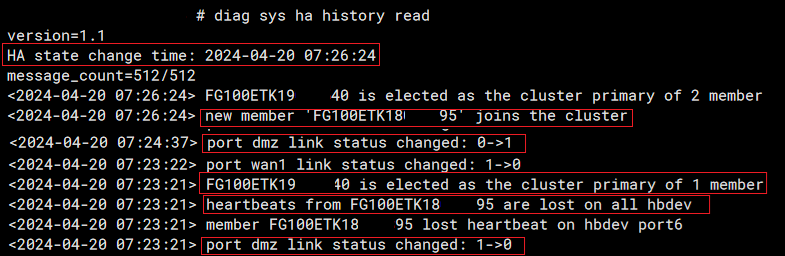 # diag sys ha history read
version=1.1
HA state change time: 2024-04-20 07:26:24
message_count=512/512
<2024-04-20 07:26:24> FG100ETK19 40 is elected as the cluster primary of 2 member
<2024-04-20 07:26:24> new member 'FG100ETK18 95' joins the cluster
<2024-04-20 07:24:37> port dmz link status changed: 0->1
<2024-04-20 07:23:22> port wan1 link status changed: 1->0
<2024-04-20 07:23:21> FG100ETK19 40 is elected as the cluster primary of 1 member
<2024-04-20 07:23:21> heartbeats from FG100ETK18 95 are lost on all hbdev
<2024-04-20 07:23:21> member FG100ETK18 95 lost heartbeat on hbdev port6
<2024-04-20 07:23:21> port dmz link status changed: 1->0